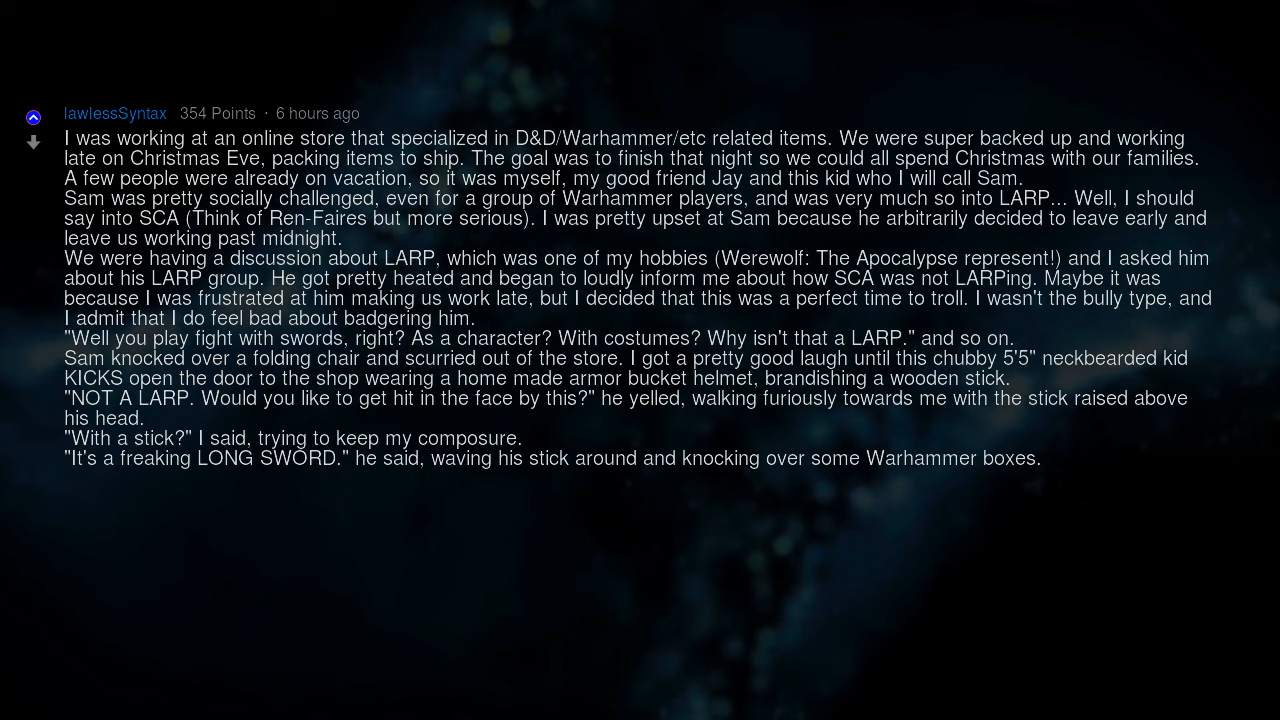 lawlessSyntax 354 Points · 6 hours ago
I was working at an online store that specialized in D&D/Warhammer/etc related items. We were super backed up and working
late on Christmas Eve, packing items to ship. The goal was to finish that night so we could all spend Christmas with our families.
A few people were already on vacation, so it was myself, my good friend Jay and this kid who I will call Sam.
Sam was pretty socially challenged, even for a group of Warhammer players, and was very much so into LARP... Well, I should
say into SCA (Think of Ren-Faires but more serious). I was pretty upset at Sam because he arbitrarily decided to leave early and
leave us working past midnight.
We were having a discussion about LARP, which was one of my hobbies (Werewolf: The Apocalypse represent!) and I asked him
about his LARP group. He got pretty heated and began to loudly inform me about how SCA was not LARPing. Maybe it was
because I was frustrated at him making us work late, but I decided that this was a perfect time to troll. I wasn't the bully type, and
I admit that I do feel bad about badgering him.
"Well you play fight with swords, right? As a character? With costumes? Why isn't that a LARP." and so on.
Sam knocked over a folding chair and scurried out of the store. I got a pretty good laugh until this chubby 5'5" neckbearded kid
KICKS open the door to the shop wearing a home made armor bucket helmet, brandishing a wooden stick.
"NOT A LARP. Would you like to get hit in the face by this?" he yelled, walking furiously towards me with the stick raised above
his head.
"With a stick?" I said, trying to keep my composure.
"It's a freaking LONG SWORD." he said, waving his stick around and knocking over some Warhammer boxes.